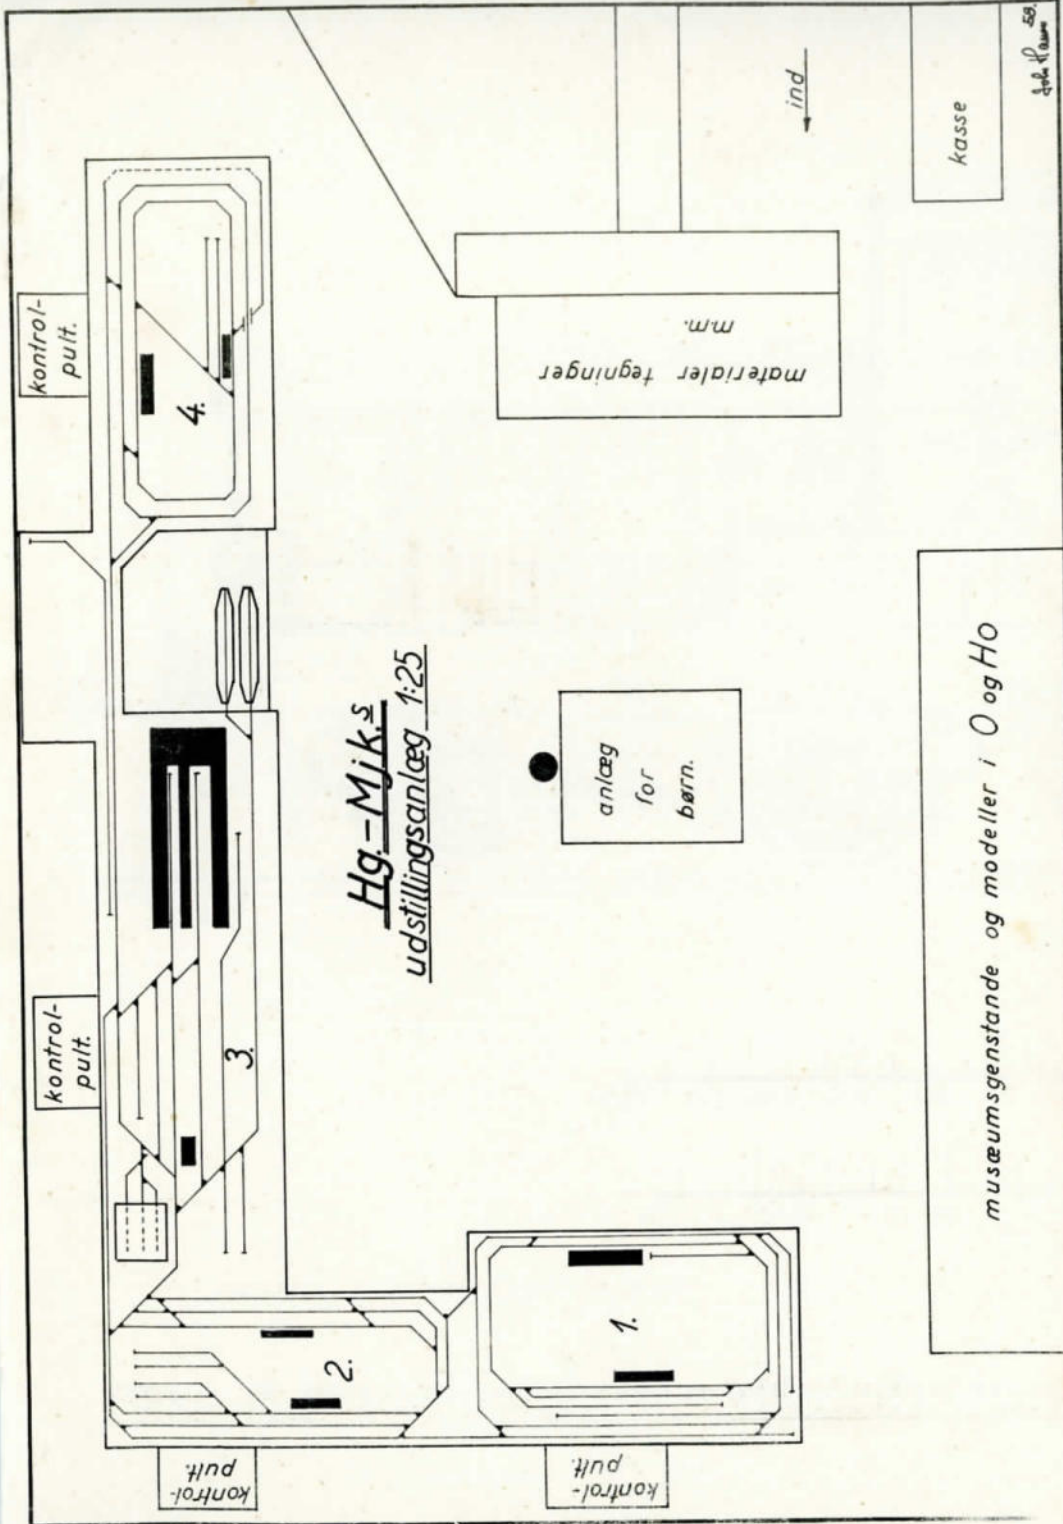 Hg.-Mjk.s
udstillingsanlæg 1:25
kontrol-
pult.
kontrol-
pult.
kontrol-
pult.
kontrol-
pult.
1.
2.
3.
4.
anlæg
for
børn.
materialer tegninger
m.m.
ind
kasse
musæumsgenstande og modeller i O og Ho
58.